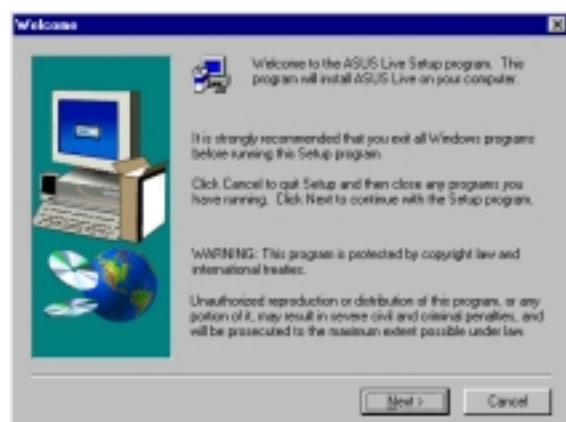 Welcome
Welcome to the ASUS Live Setup program. This
program will install ASUS Live on your computer.
It is strongly recommended that you exit all Windows programs
before running this Setup program.
Click Cancel to quit Setup and then close any programs you
have running. Click Next to continue with the Setup program.
WARNING: This program is protected by copyright law and
international treaties.
Unauthorized reproduction or distribution of this program, or any
portion of it, may result in severe civil and criminal penalties, and
will be prosecuted to the maximum extent possible under law.
Next >
Cancel